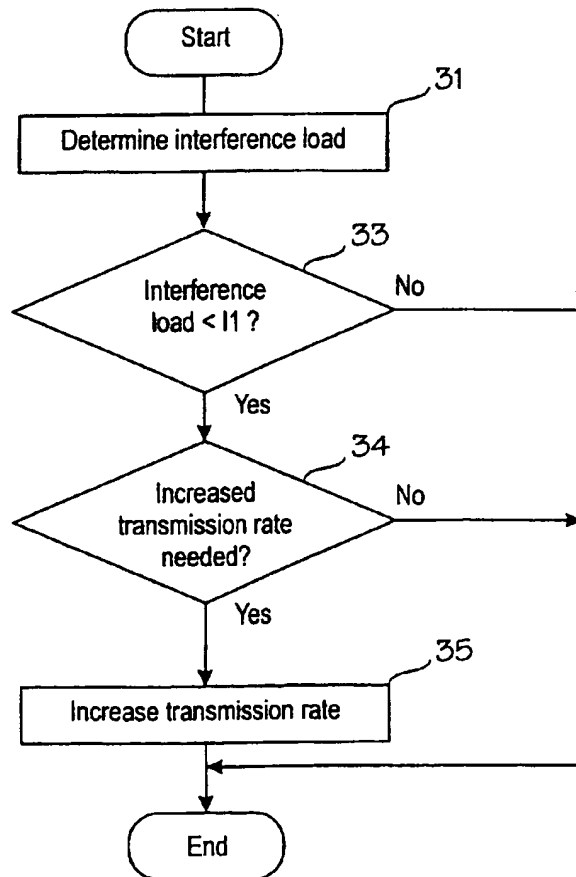 Start
31
Determine interference load
33
Interference
load < I1 ?
No
Yes
34
Increased
transmission rate
needed?
No
Yes
35
Increase transmission rate
End